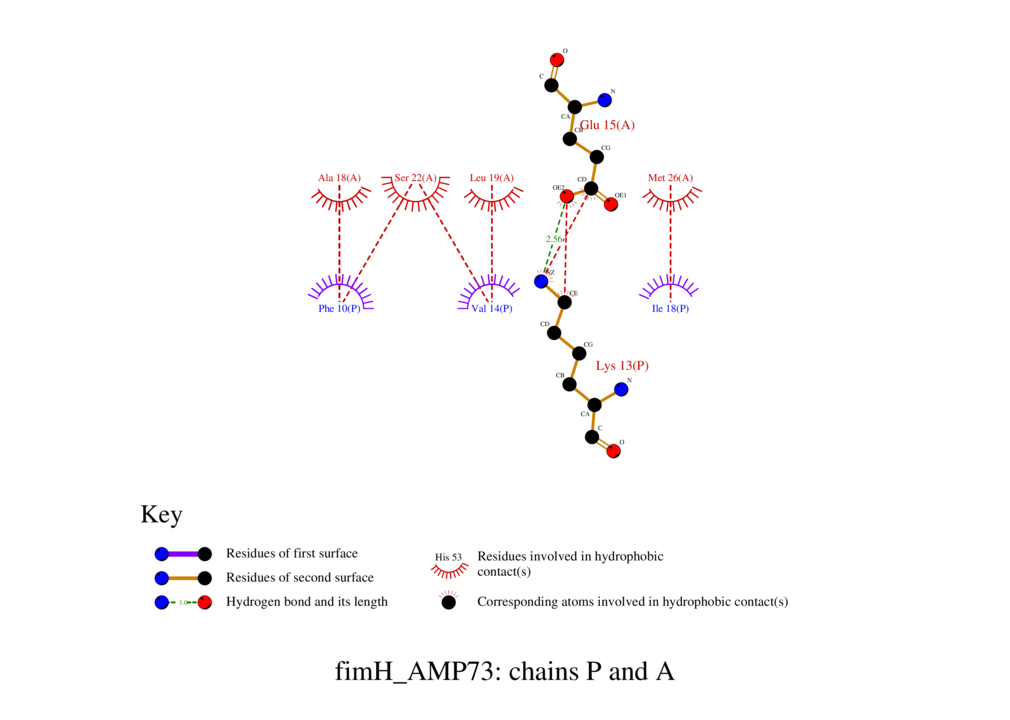 O
C
N
CA
Glu 15(A)
CB
CG
Ala 18(A) Ser 22(A) Leu 19(A) CD Met 26(A)
OE2 OE1
2.56
NZ
CE
Phe 10(P) Val 14(P) Ile 18(P)
CD
CG
Lys 13(P)
CB
N
CA
C
O
Key
Residues of first surface
Residues of second surface
3.0 Hydrogen bond and its length
His 53 Residues involved in hydrophobic
contact(s)
Corresponding atoms involved in hydrophobic contact(s)
fimH_AMP73: chains P and A